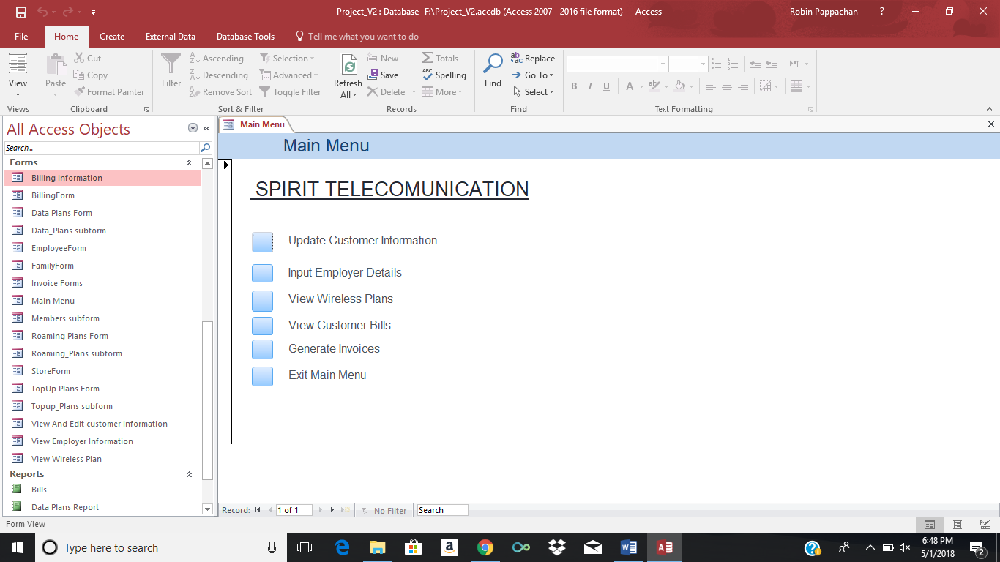 Project_V2 : Database- F:\Project_V2.accdb (Access 2007 - 2016 file format) - Access
Robin Pappachan
?
File
Home
Create
External Data
Database Tools
Tell me what you want to do
View
Views
Paste
Cut
Copy
Format Painter
Clipboard
Filter
Ascending
Descending
Remove Sort
Selection
Advanced
Toggle Filter
Sort & Filter
Refresh
All
New
Save
Delete
Totals
Spelling
More
Records
Find
Replace
Go To
Select
Find
B I U A
Text Formatting
All Access Objects
Search...
Forms
Billing Information
BillingForm
Data Plans Form
Data_Plans subform
EmployeeForm
FamilyForm
Invoice Forms
Main Menu
Members subform
Roaming Plans Form
Roaming_Plans subform
StoreForm
TopUp Plans Form
Topup_Plans subform
View And Edit customer Information
View Employer Information
View Wireless Plan
Reports
Bills
Data Plans Report
Main Menu
Main Menu
SPIRIT TELECOMUNICATION
Update Customer Information
Input Employer Details
View Wireless Plans
View Customer Bills
Generate Invoices
Exit Main Menu
Record: 1 of 1 No Filter Search
Form View
Type here to search
6:48 PM
5/1/2018
2